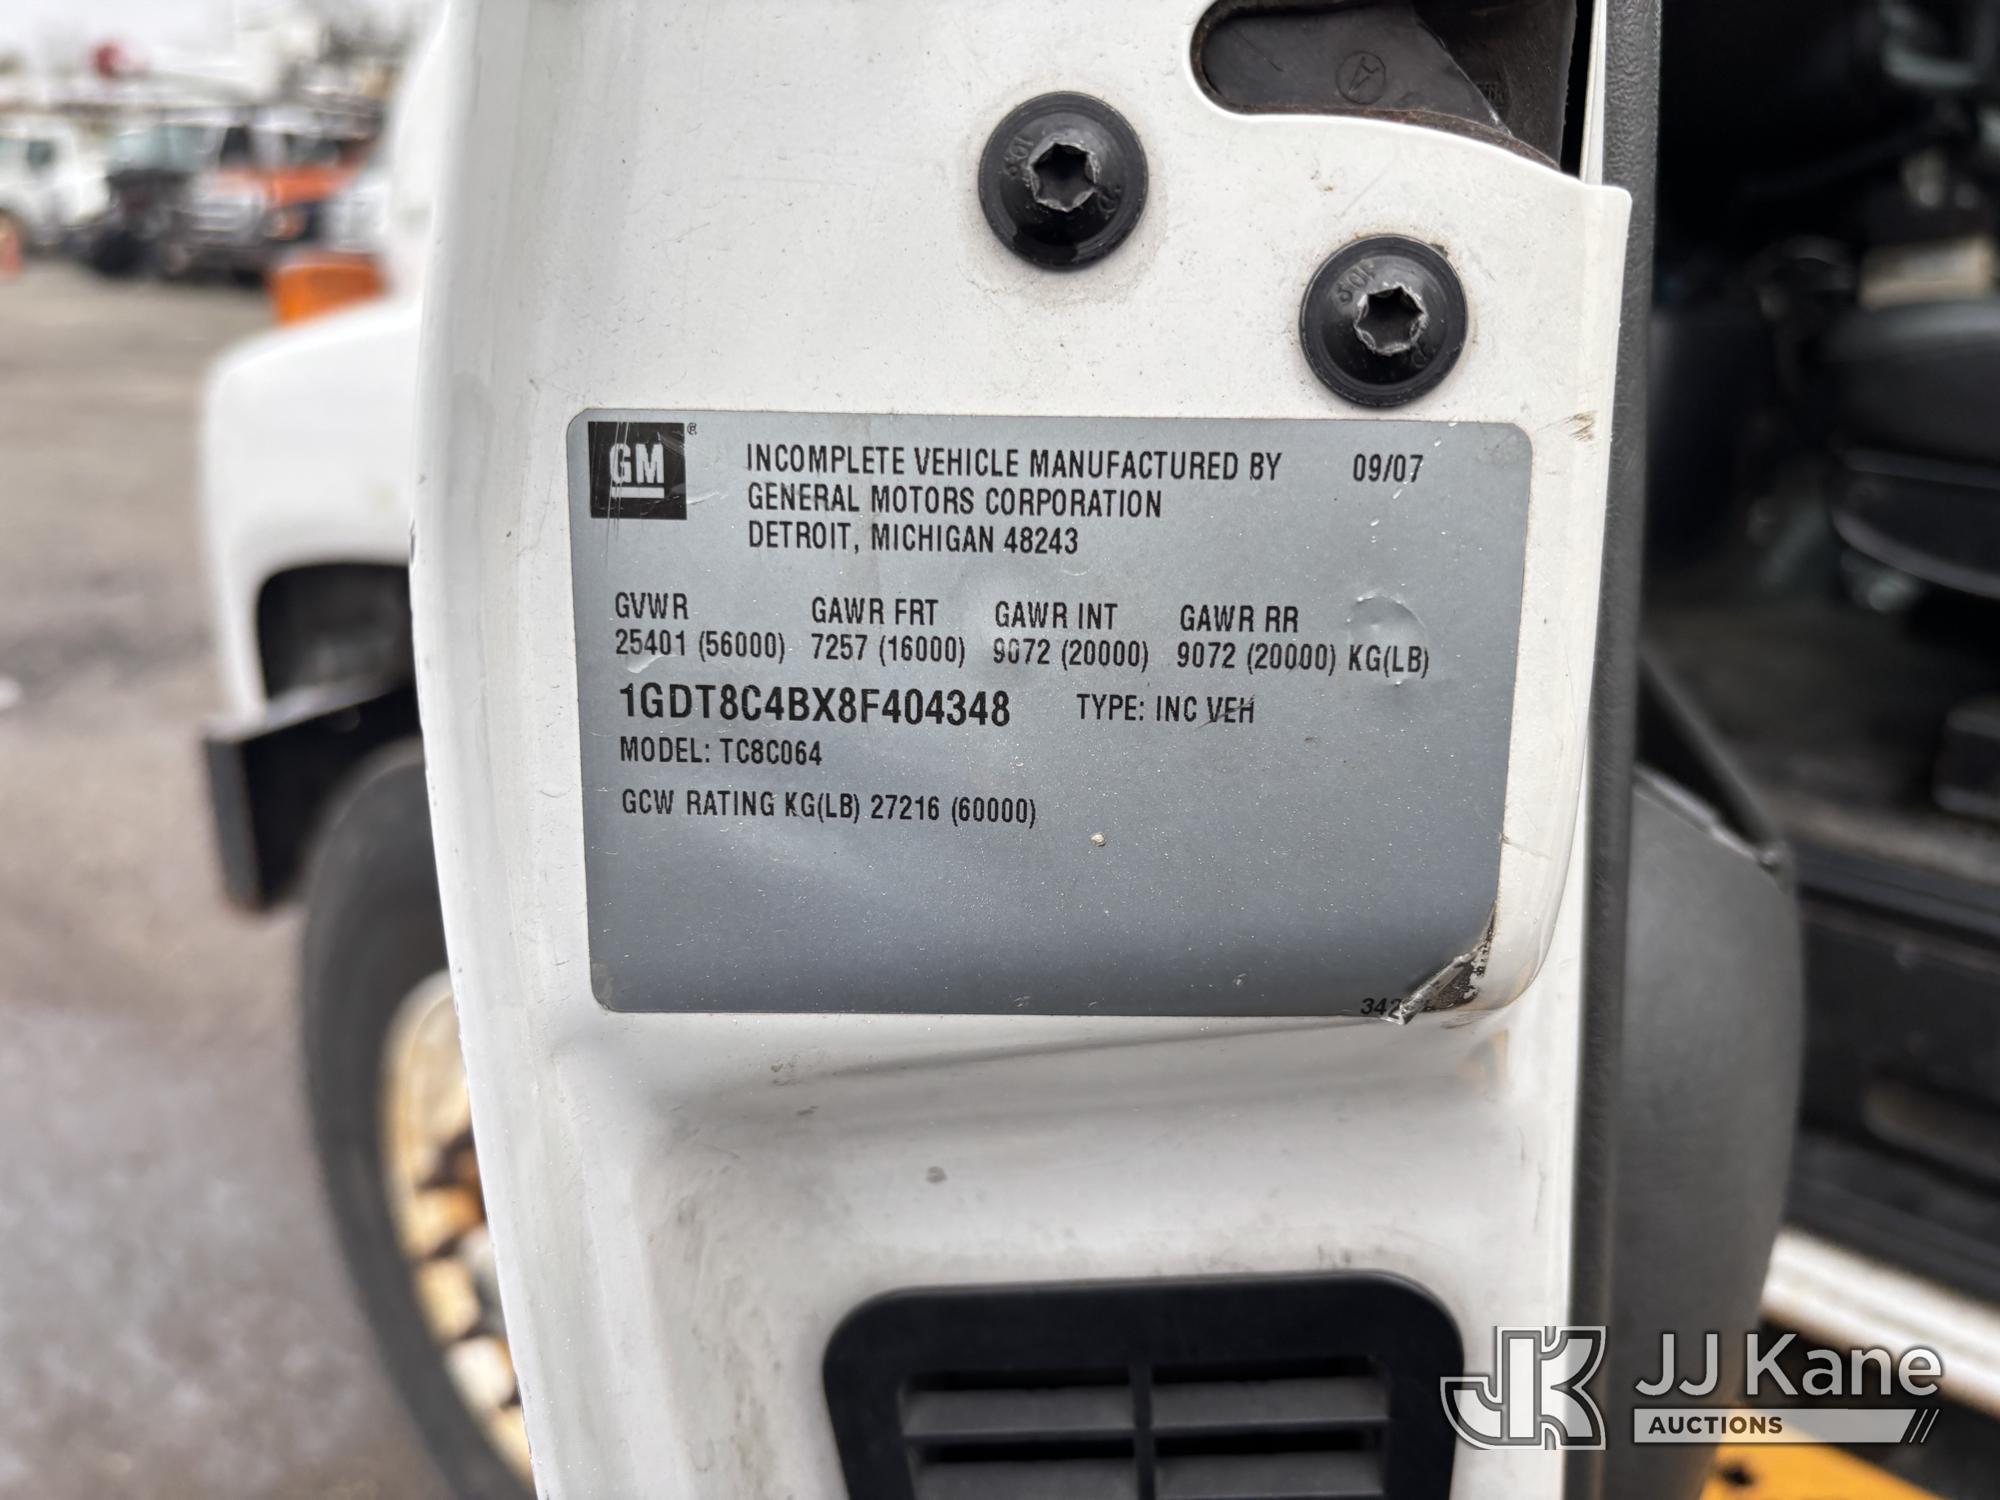 GM ®
INCOMPLETE VEHICLE MANUFACTURED BY 09/07
GENERAL MOTORS CORPORATION
DETROIT, MICHIGAN 48243
GVWR GAWR FRT GAWR INT GAWR RR
25401 (56000) 7257 (16000) 9072 (20000) 9072 (20000) KG(LB)
1GDT8C4BX8F404348 TYPE: INC VEH
MODEL: TC8C064
GCW RATING KG(LB) 27216 (60000)
JJ Kane
AUCTIONS